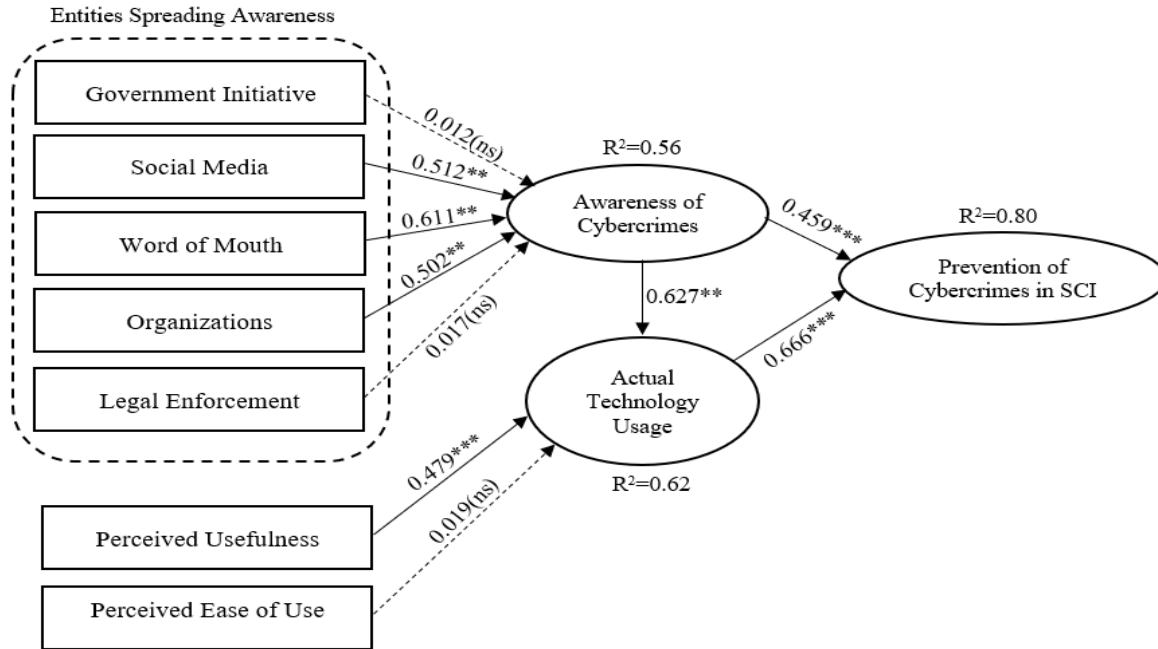 Entities Spreading Awareness
Government Initiative
Social Media
Word of Mouth
Organizations
Legal Enforcement
Perceived Usefulness
Perceived Ease of Use
0.012(ns)
0.512**
0.611**
0.502**
0.017(ns)
0.479***
0.019(ns)
R²=0.56
Awareness of
Cybercrimes
0.627**
Actual
Technology
Usage
R²=0.62
0.459***
0.666***
R²=0.80
Prevention of
Cybercrimes in SCI